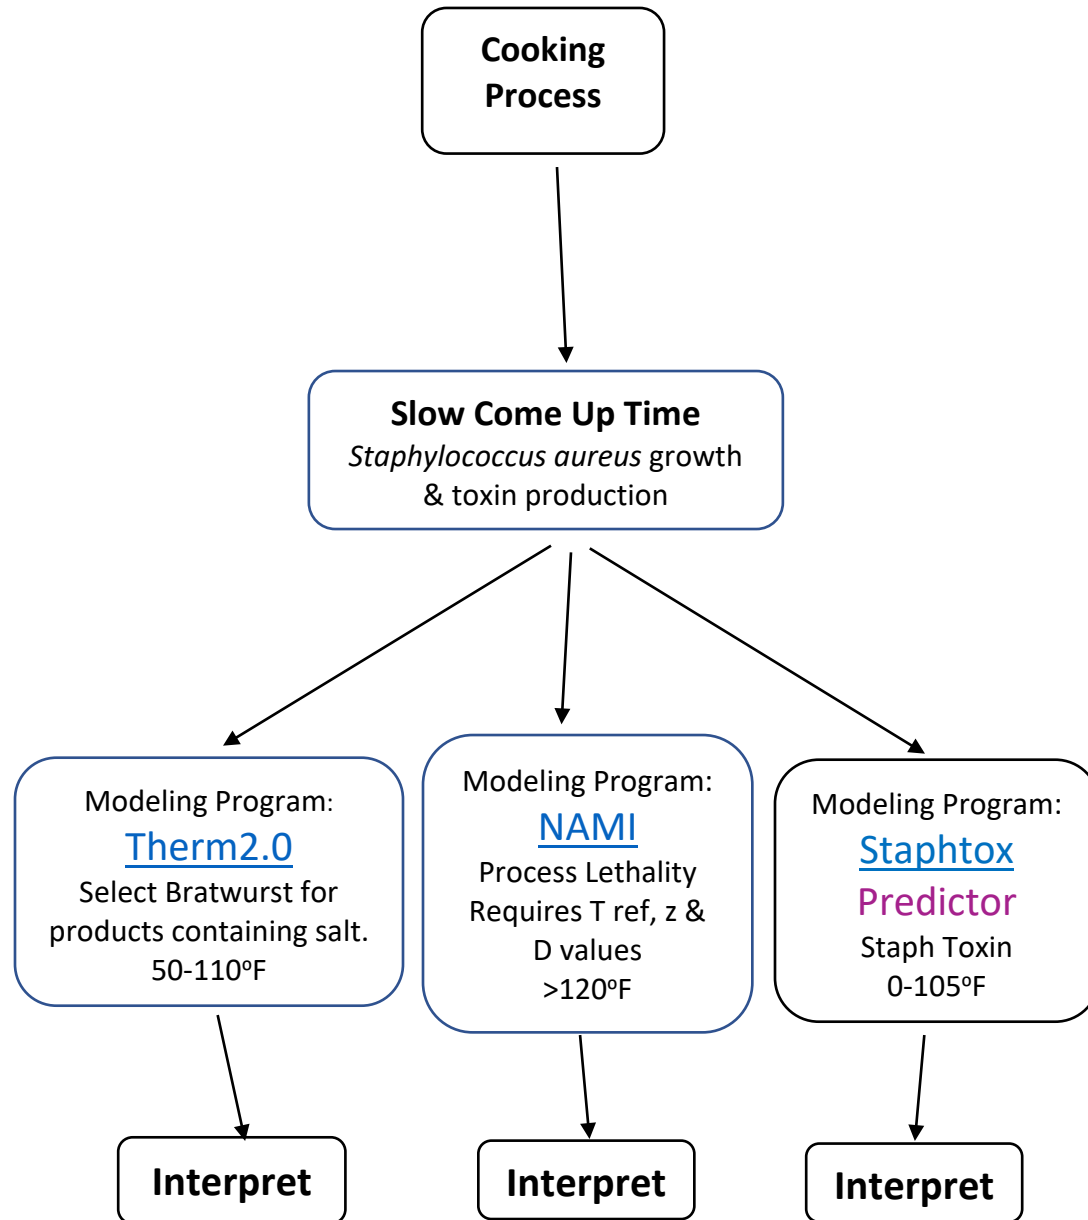 Cooking
Process
Slow Come Up Time
Staphylococcus aureus growth
& toxin production
Modeling Program:
Therm2.0
Select Bratwurst for
products containing salt.
50-110ºF
Modeling Program:
NAMI
Process Lethality
Requires T ref, z &
D values
>120ºF
Modeling Program:
Staphtox
Predictor
Staph Toxin
0-105ºF
Interpret
Interpret
Interpret